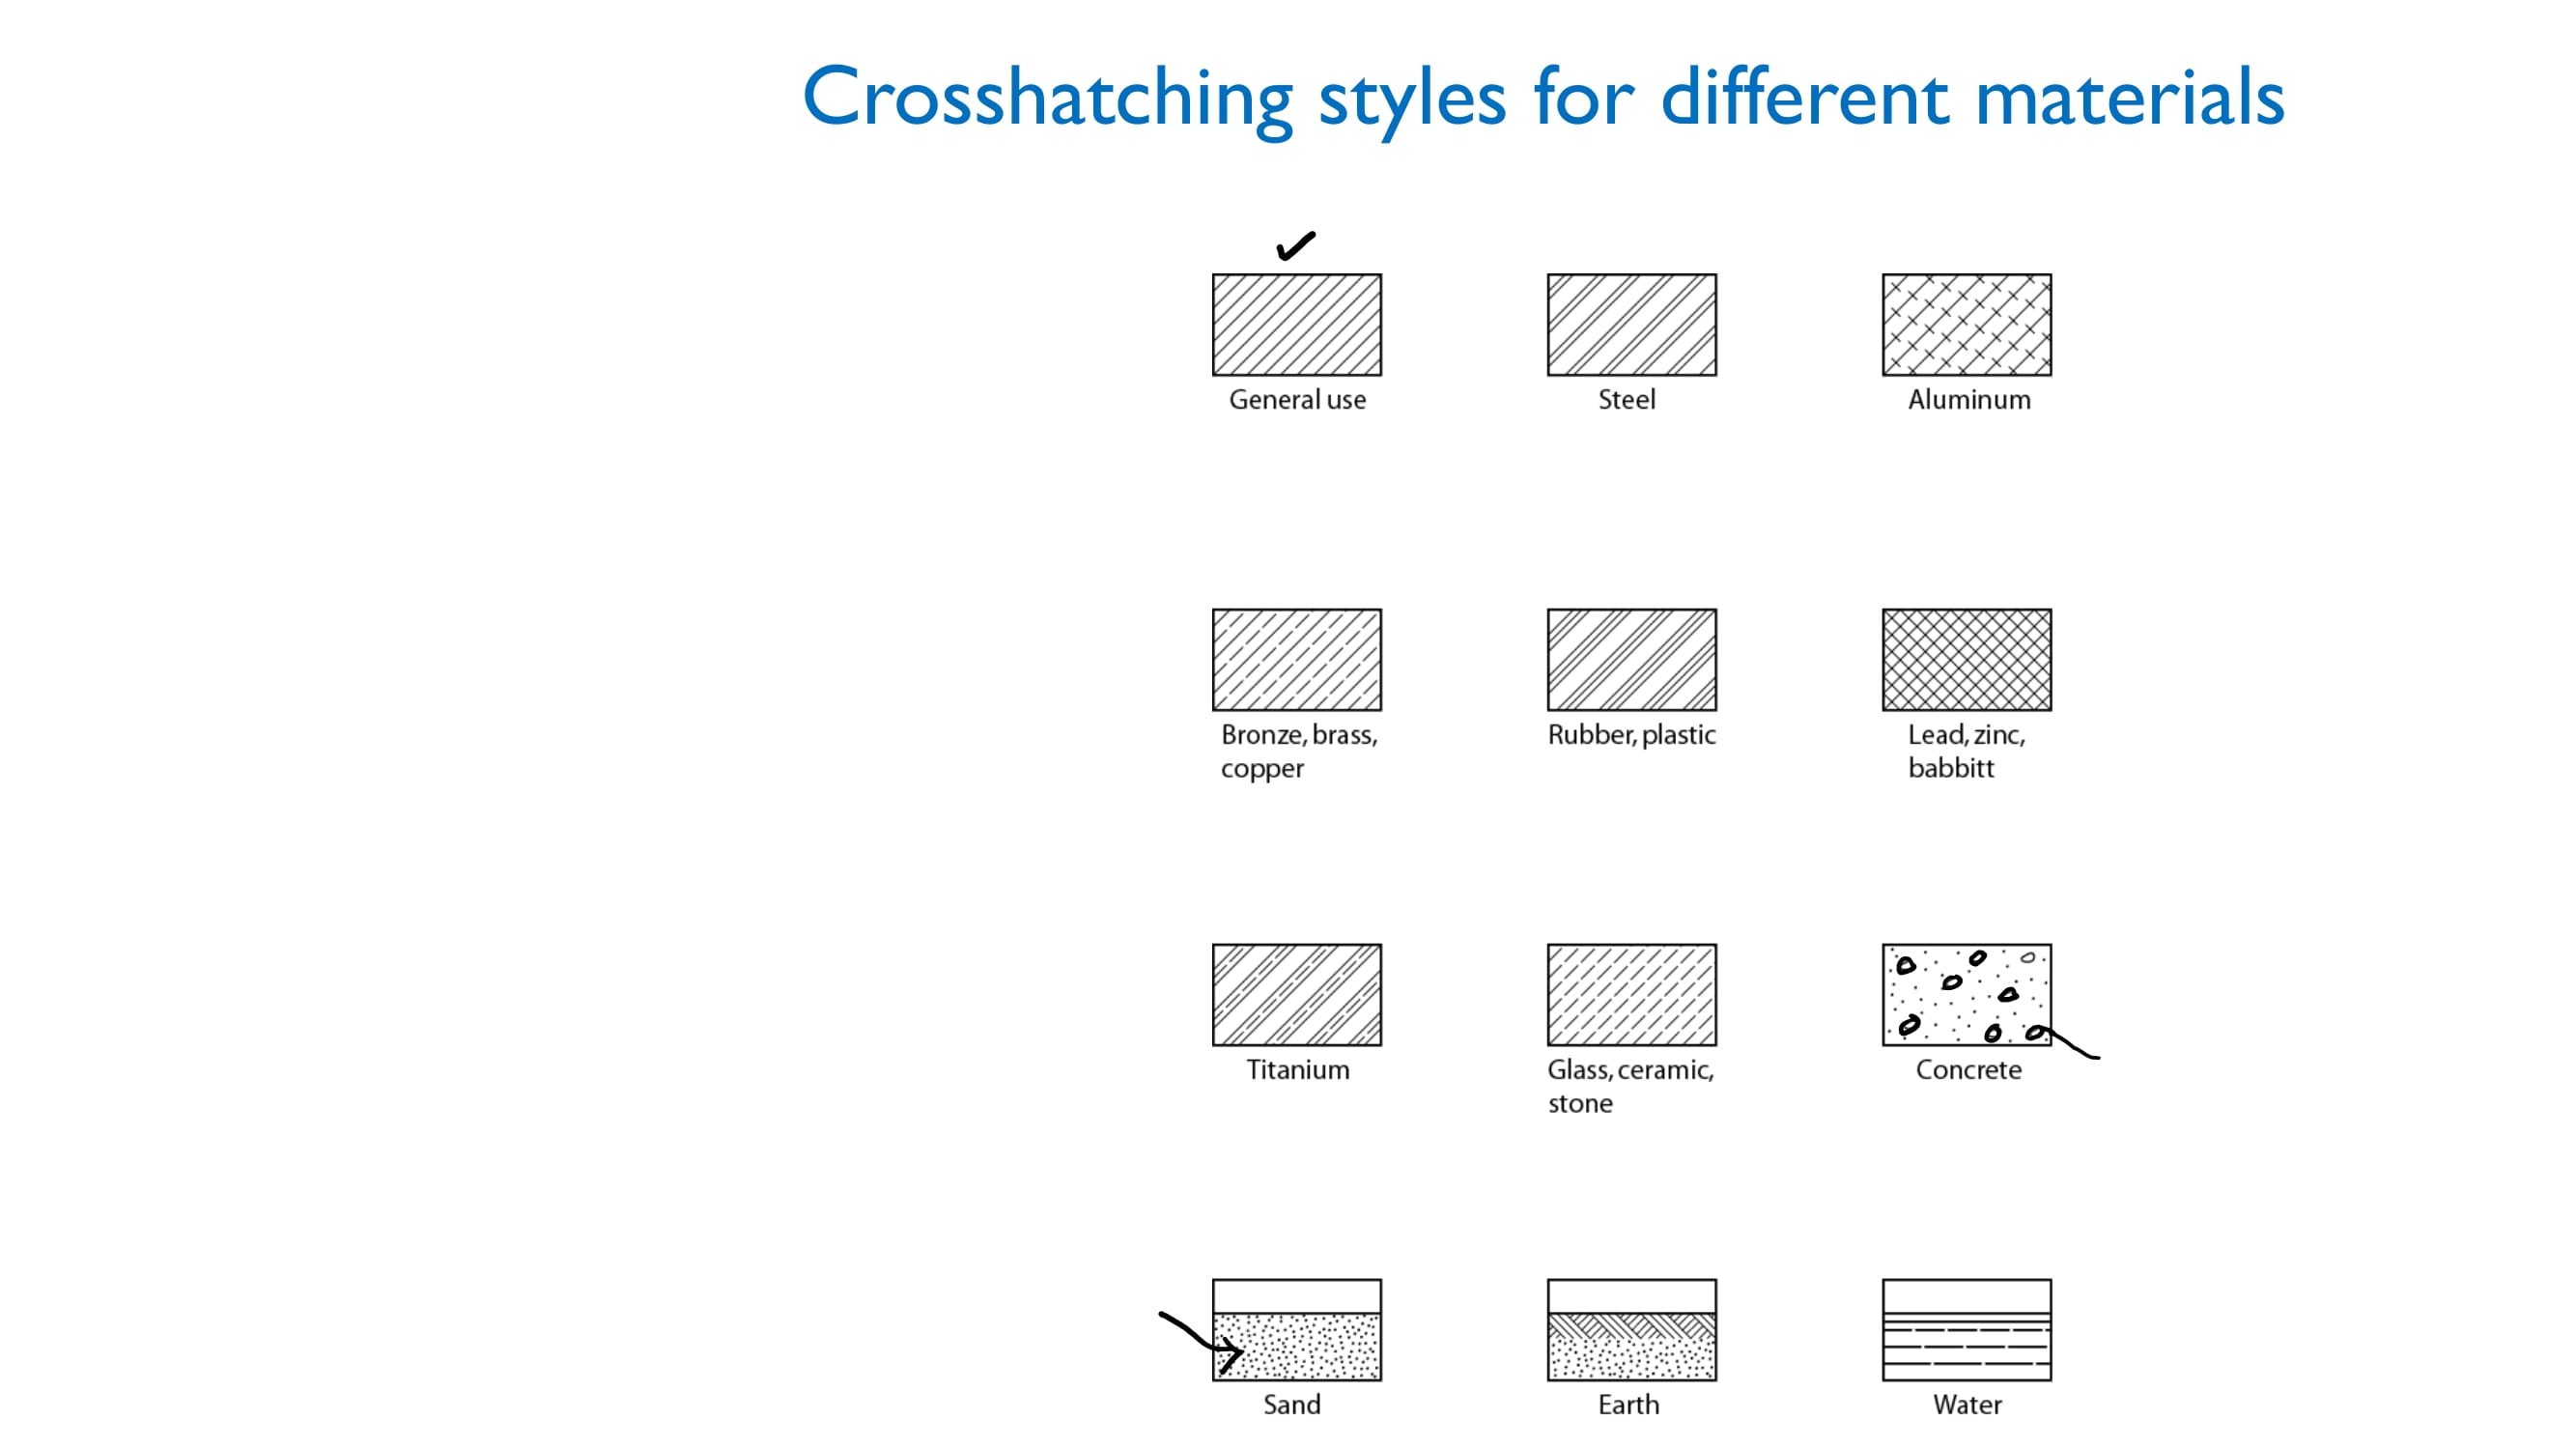 Crosshatching styles for different materials
General use
Steel
Aluminum
Bronze, brass,
copper
Rubber, plastic
Lead, zinc,
babbitt
Titanium
Glass, ceramic,
stone
Concrete
Sand
Earth
Water